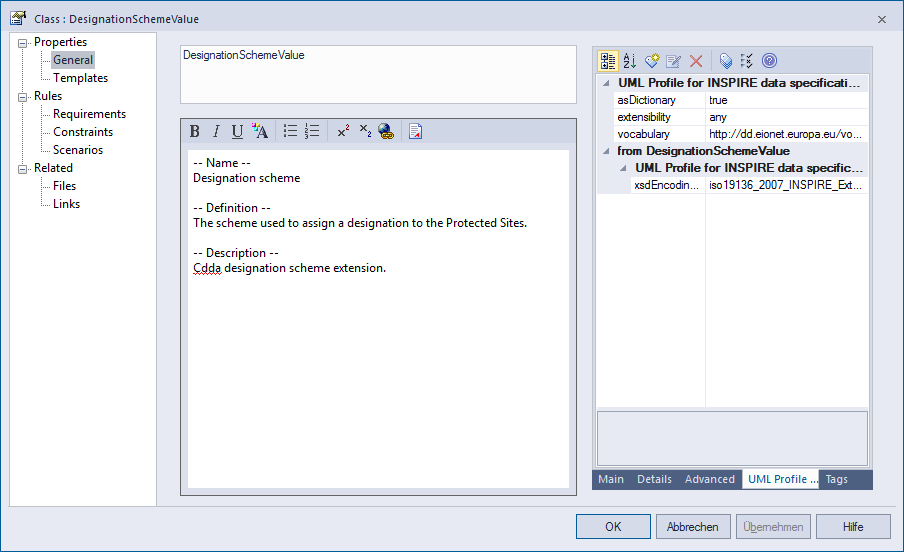 Class : DesignationSchemeValue
Properties
General
Templates
Rules
Requirements
Constraints
Scenarios
Related
Files
Links
DesignationSchemeValue
B I U A x² x₂
-- Name --
Designation scheme
-- Definition --
The scheme used to assign a designation to the Protected Sites.
-- Description --
Cdda designation scheme extension.
UML Profile for INSPIRE data specificati...
asDictionary true
extensibility any
vocabulary http://dd.eionet.europa.eu/vo...
from DesignationSchemeValue
UML Profile for INSPIRE data specific...
xsdEncodin... iso19136_2007_INSPIRE_Ext...
Main Details Advanced UML Profile ... Tags
OK Abbrechen Übernehmen Hilfe